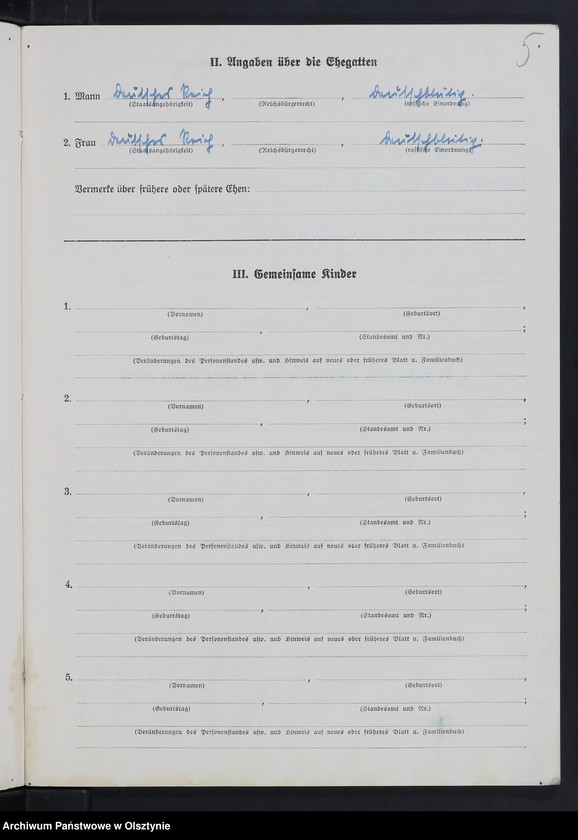 5
II. Angaben über die Ehegatten
1. Mann Deutsches Reich, , deutschblütig.
(Staatsangehörigkeit) (Reichsbürgerrecht) (rassische Einordnung)
2. Frau Deutsches Reich, , deutschblütig.
(Staatsangehörigkeit) (Reichsbürgerrecht) (rassische Einordnung)
Vermerke über frühere oder spätere Ehen:
III. Gemeinsame Kinder
1. , ,
(Vornamen) (Geburtsort)
, ;
(Geburtstag) (Standesamt und Nr.)
(Veränderungen des Personenstandes usw. und Hinweis auf neues oder früheres Blatt u. Familienbuch)
2. , ,
(Vornamen) (Geburtsort)
, ;
(Geburtstag) (Standesamt und Nr.)
(Veränderungen des Personenstandes usw. und Hinweis auf neues oder früheres Blatt u. Familienbuch)
3. , ,
(Vornamen) (Geburtsort)
, ;
(Geburtstag) (Standesamt und Nr.)
(Veränderungen des Personenstandes usw. und Hinweis auf neues oder früheres Blatt u. Familienbuch)
4. , ,
(Vornamen) (Geburtsort)
, ;
(Geburtstag) (Standesamt und Nr.)
(Veränderungen des Personenstandes usw. und Hinweis auf neues oder früheres Blatt u. Familienbuch)
5. , ,
(Vornamen) (Geburtsort)
, ;
(Geburtstag) (Standesamt und Nr.)
(Veränderungen des Personenstandes usw. und Hinweis auf neues oder früheres Blatt u. Familienbuch)
Archiwum Państwowe w Olsztynie